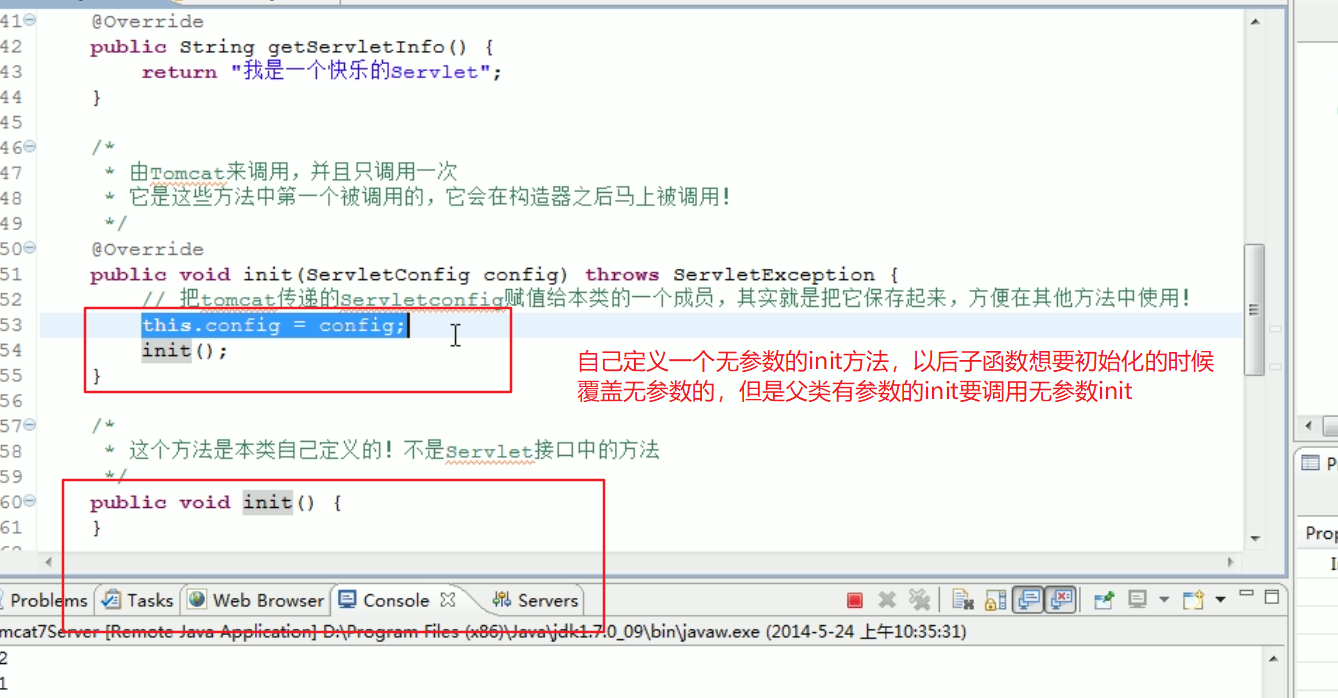 41 @Override
42 public String getServletInfo() {
43 return "我是一个快乐的Servlet";
44 }
45
46 /*
47 * 由Tomcat来调用，并且只调用一次
48 * 它是这些方法中第一个被调用的，它会在构造器之后马上被调用！
49 */
50 @Override
51 public void init(ServletConfig config) throws ServletException {
52 // 把tomcat传递的Servletconfig赋值给本类的一个成员，其实就是把它保存起来，方便在其他方法中使用！
53 this.config = config;
54 init();
55 }
自己定义一个无参数的init方法，以后子函数想要初始化的时候
覆盖无参数的，但是父类有参数的init要调用无参数init
56
57 /*
58 * 这个方法是本类自己定义的！不是Servlet接口中的方法
59 */
60 public void init() {
61 }
Problems Tasks Web Browser Console Servers
mcat7Server [Remote Java Application] D:\Program Files (x86)\Java\jdk1.7.0_09\bin\javaw.exe (2014-5-24 上午10:35:31)
2
1
P
Prop